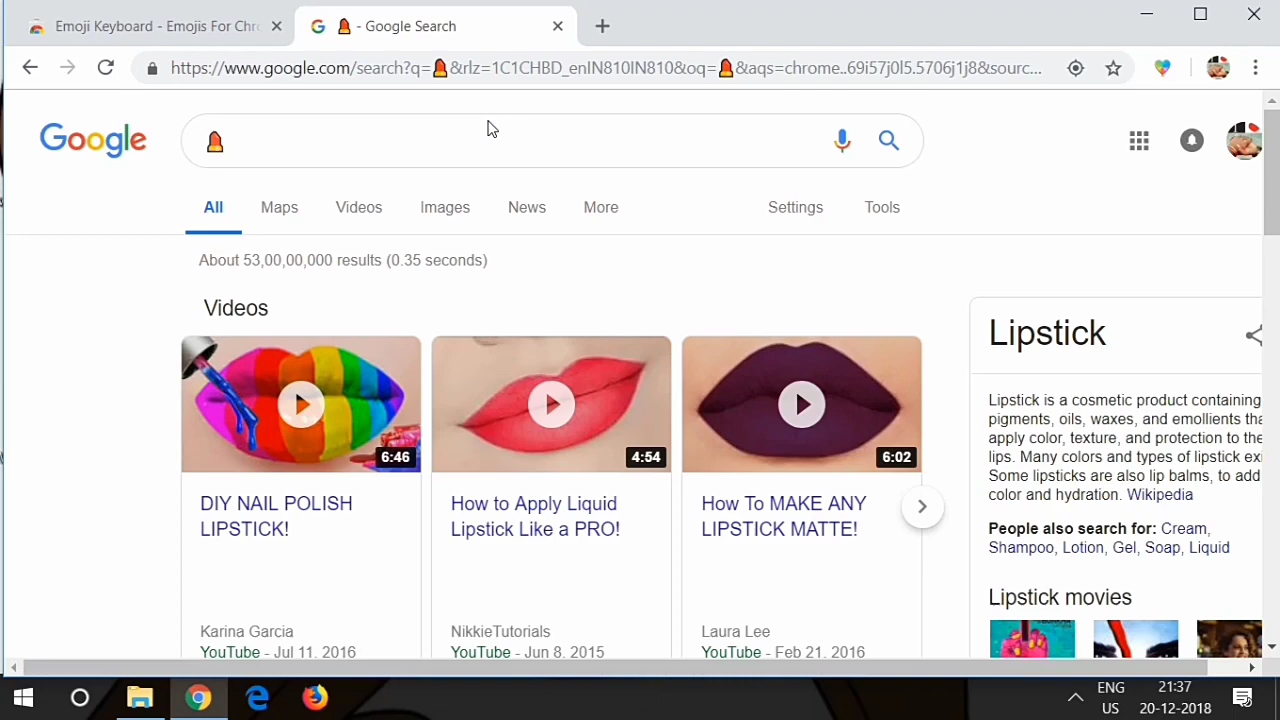 Emoji Keyboard - Emojis For Chr
💄 - Google Search
https://www.google.com/search?q=💄&rlz=1C1CHBD_enIN810IN810&oq=💄&aqs=chrome..69i57j0l5.5706j1j8&sourc...
Google
💄
All
Maps
Videos
Images
News
More
Settings
Tools
About 53,00,00,000 results (0.35 seconds)
Videos
6:46
4:54
6:02
DIY NAIL POLISH
LIPSTICK!
How to Apply Liquid
Lipstick Like a PRO!
How To MAKE ANY
LIPSTICK MATTE!
Karina Garcia
YouTube - Jul 11, 2016
NikkieTutorials
YouTube - Jun 8, 2015
Laura Lee
YouTube - Feb 21, 2016
Lipstick
Lipstick is a cosmetic product containing
pigments, oils, waxes, and emollients tha
apply color, texture, and protection to the
lips. Many colors and types of lipstick exi
Some lipsticks are also lip balms, to add
color and hydration. Wikipedia
People also search for: Cream,
Shampoo, Lotion, Gel, Soap, Liquid
Lipstick movies
ENG
US
21:37
20-12-2018